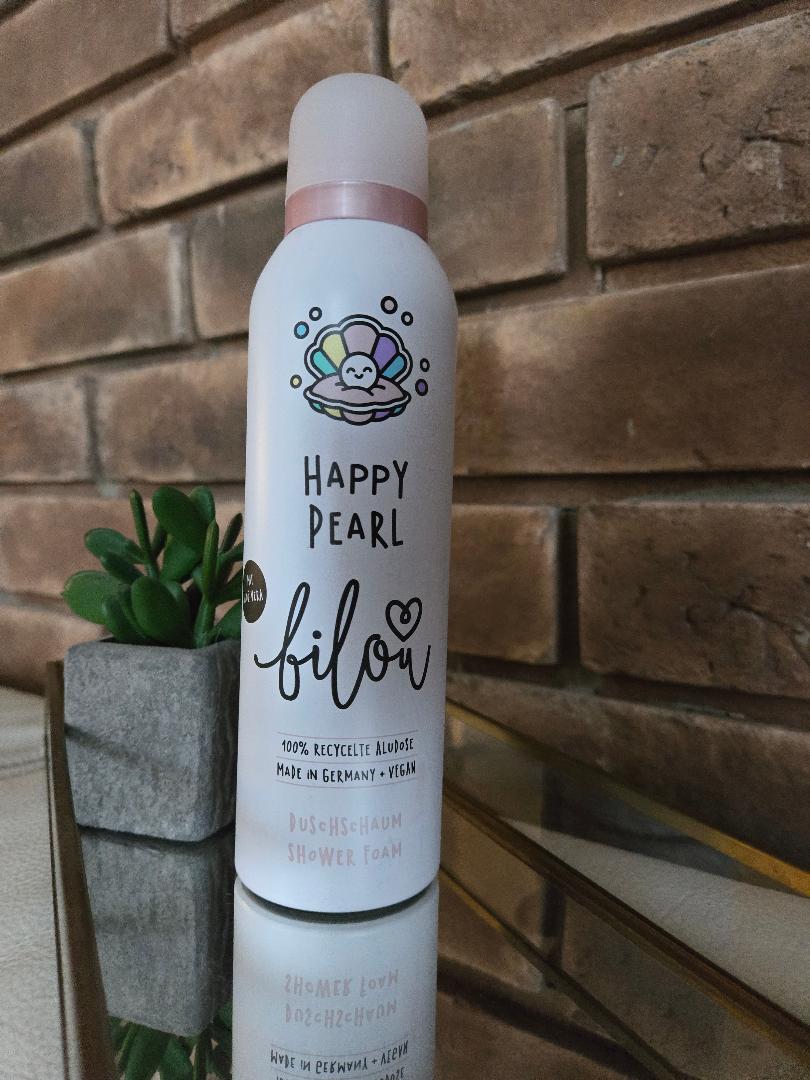 HAPPY
PEARL
bilou
100% RECYCELTE ALUDOSE
MADE IN GERMANY + VEGAN
DUSCHSCHAUM
SHOWER FOAM